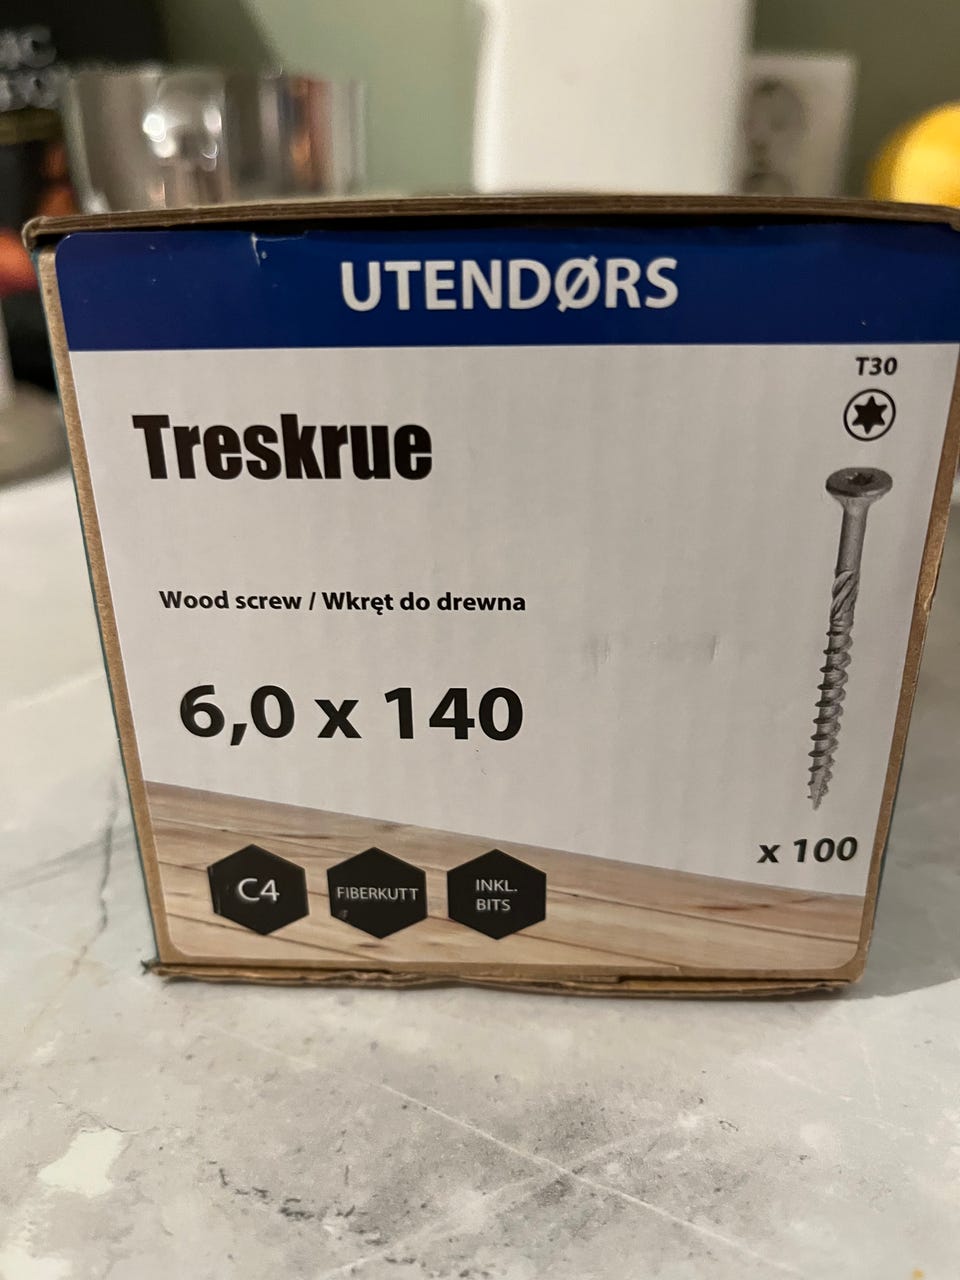 UTENDØRS
T30
Treskrue
Wood screw / Wkręt do drewna
6,0 x 140
x 100
C4
FIBERKUTT
INKL.
BITS